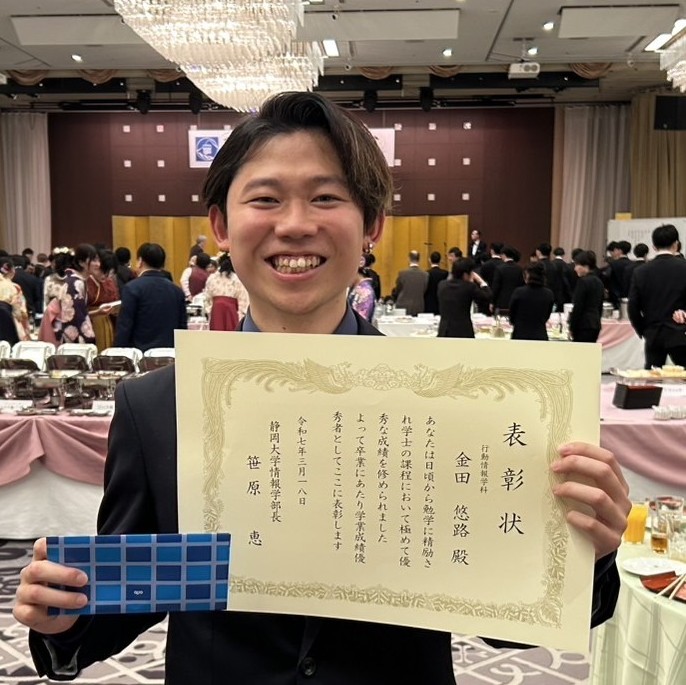 表彰状
行動情報学科
金田 悠路 殿
あなたは日頃から勉学に精励さ
れ学士の課程において極めて優
秀な成績を修められました
よって卒業にあたり学業成績優
秀者としてここに表彰します
令和七年三月一八日
静岡大学情報学部長
笹原 恵